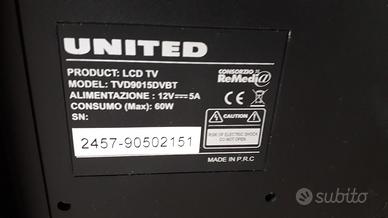 UNITED
PRODUCT: LCD TV
MODEL: TVD9015DVBT
ALIMENTAZIONE : 12V⎓5A
CONSUMO (Max): 60W
SN:
2457-90502151
CONSORZIO
ReMedi@
CE
CAUTION
RISK OF ELECTRIC SHOCK
DO NOT OPEN
MADE IN P.R.C
subito